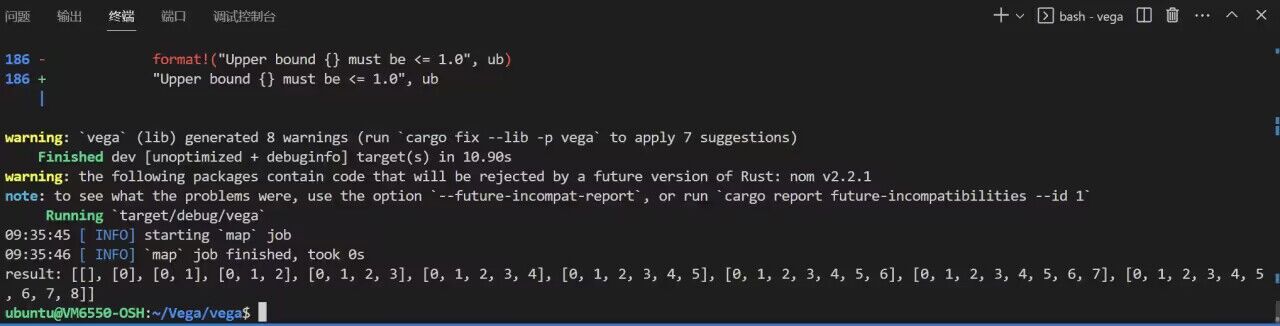 问题 输出 终端 端口 调试控制台 bash - vega
186 - format!("Upper bound {} must be <= 1.0", ub)
186 + "Upper bound {} must be <= 1.0", ub
|
warning: `vega` (lib) generated 8 warnings (run `cargo fix --lib -p vega` to apply 7 suggestions)
Finished dev [unoptimized + debuginfo] target(s) in 10.90s
warning: the following packages contain code that will be rejected by a future version of Rust: nom v2.2.1
note: to see what the problems were, use the option `--future-incompat-report`, or run `cargo report future-incompatibilities --id 1`
Running `target/debug/vega`
09:35:45 [ INFO] starting `map` job
09:35:46 [ INFO] `map` job finished, took 0s
result: [[], [0], [0, 1], [0, 1, 2], [0, 1, 2, 3], [0, 1, 2, 3, 4], [0, 1, 2, 3, 4, 5], [0, 1, 2, 3, 4, 5, 6], [0, 1, 2, 3, 4, 5, 6, 7], [0, 1, 2, 3, 4, 5
, 6, 7, 8]]
ubuntu@VM6550-OSH:~/Vega/vega$